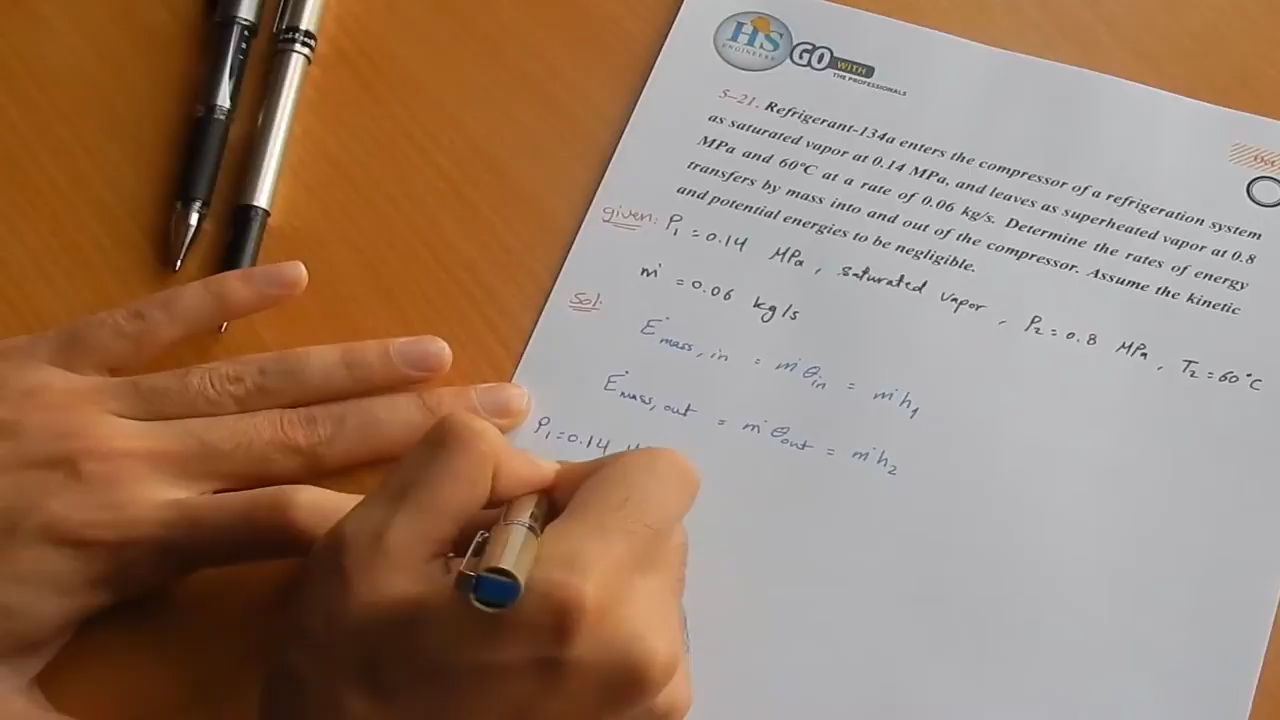 HS
ENGINEERS
GO WITH
THE PROFESSIONALS
5-21. Refrigerant-134a enters the compressor of a refrigeration system
as saturated vapor at 0.14 MPa, and leaves as superheated vapor at 0.8
MPa and 60°C at a rate of 0.06 kg/s. Determine the rates of energy
transfers by mass into and out of the compressor. Assume the kinetic
and potential energies to be negligible.
given: P₁ = 0.14 MPa, saturated vapor, P₂ = 0.8 MPa, T₂ = 60°C
ṁ = 0.06 kg/s
Sol:
Ė mass, in = ṁ θin = ṁ h₁
Ė mass, out = ṁ θout = ṁ h₂
P₁ = 0.14